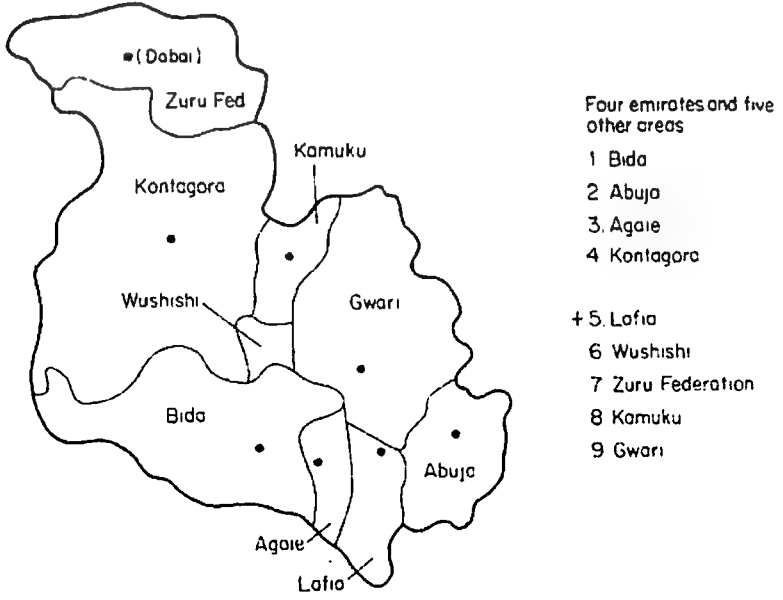 (Dabai)
Zuru Fed
Kamuku
Kontagora
Wushishi
Gwari
Bida
Abuja
Agaie
Lafia
Four emirates and five
other areas
1 Bida
2 Abuja
3. Agaie
4 Kontagora
+ 5. Lafia
6 Wushishi
7 Zuru Federation
8 Kamuku
9 Gwari